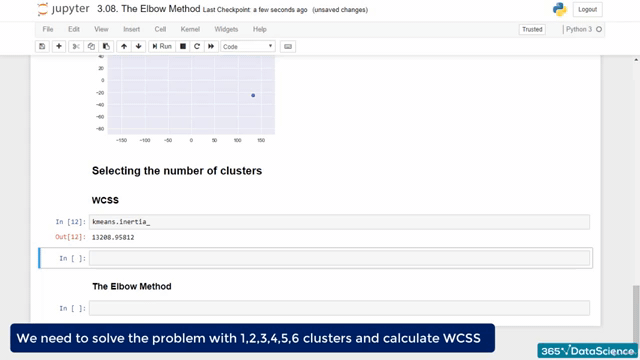 jupyter 3.08. The Elbow Method Last Checkpoint: a few seconds ago (unsaved changes) Logout
File Edit View Insert Cell Kernel Widgets Help Trusted Python 3
Run Code
40
20
0
-20
-40
-60
-80
-150 -100 -50 0 50 100 150
Selecting the number of clusters
WCSS
In [12]: kmeans.inertia_
Out[12]: 13208.95812
In [ ]:
The Elbow Method
In [ ]:
We need to solve the problem with 1,2,3,4,5,6 clusters and calculate WCSS
365 DataScience